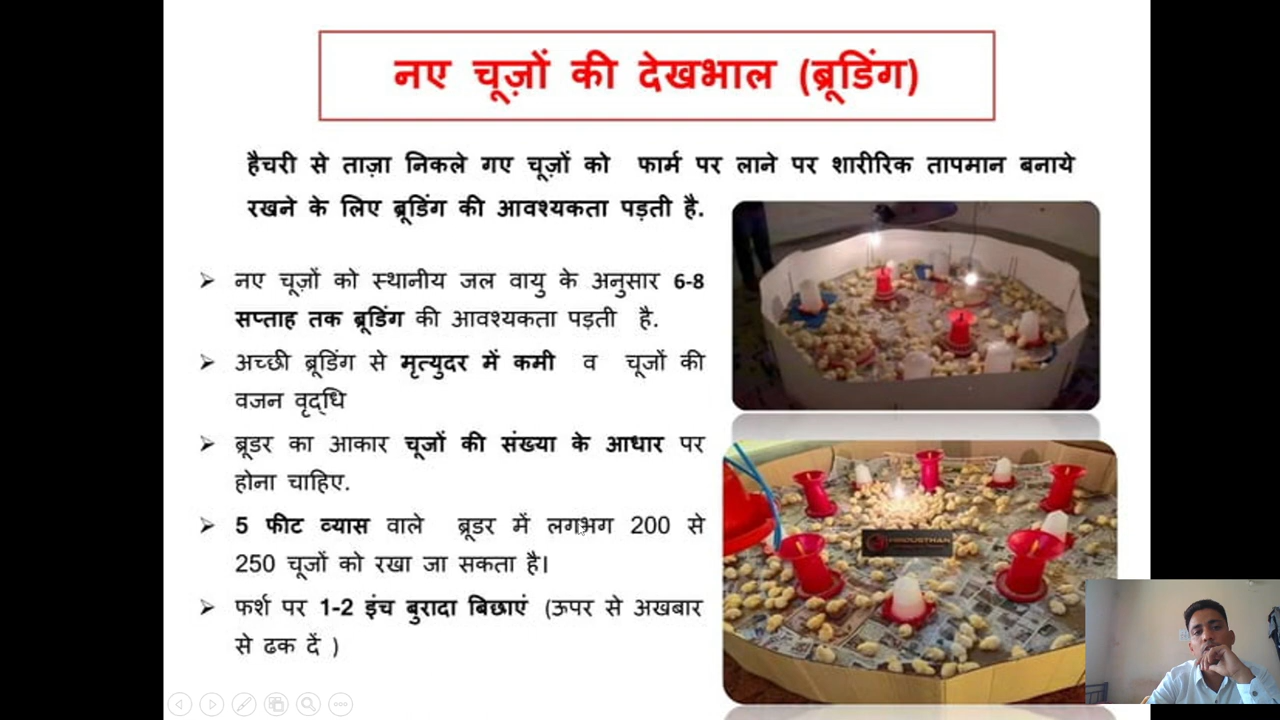 नए चूज़ों की देखभाल (ब्रूडिंग)
हैचरी से ताज़ा निकले गए चूज़ों को फार्म पर लाने पर शारीरिक तापमान बनाये
रखने के लिए ब्रूडिंग की आवश्यकता पड़ती है.
➢ नए चूज़ों को स्थानीय जल वायु के अनुसार 6-8
सप्ताह तक ब्रूडिंग की आवश्यकता पड़ती है.
➢ अच्छी ब्रूडिंग से मृत्युदर में कमी व चूजों की
वजन वृद्धि
➢ ब्रूडर का आकार चूजों की संख्या के आधार पर
होना चाहिए.
➢ 5 फीट व्यास वाले ब्रूडर में लगभग 200 से
250 चूजों को रखा जा सकता है।
➢ फर्श पर 1-2 इंच बुरादा बिछाएं (ऊपर से अखबार
से ढक दें )
HINDUSTHAN